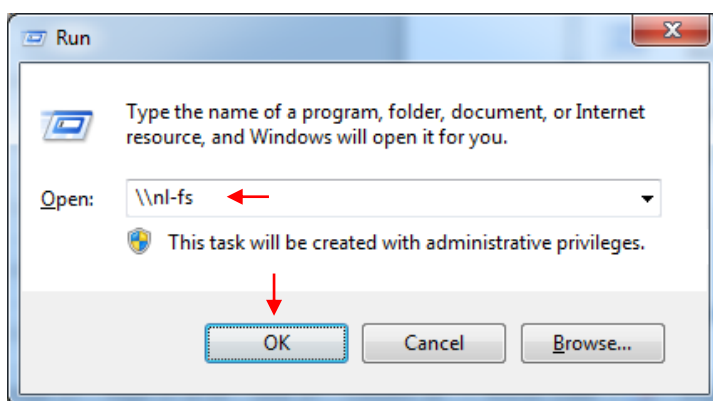 Run
Type the name of a program, folder, document, or Internet
resource, and Windows will open it for you.
Open: \\nl-fs
This task will be created with administrative privileges.
OK Cancel Browse...